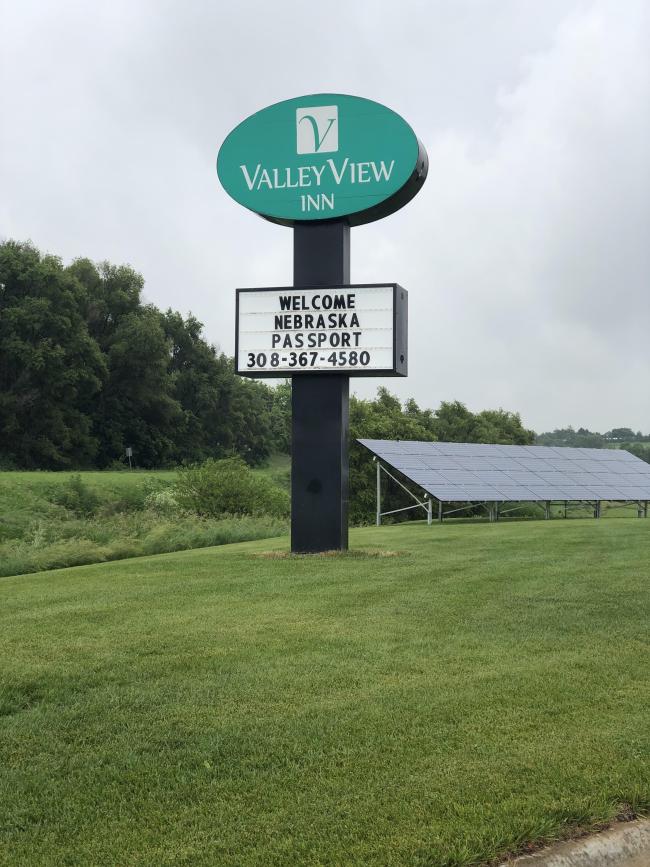 V
VALLEY VIEW
INN
WELCOME
NEBRASKA
PASSPORT
308-367-4580